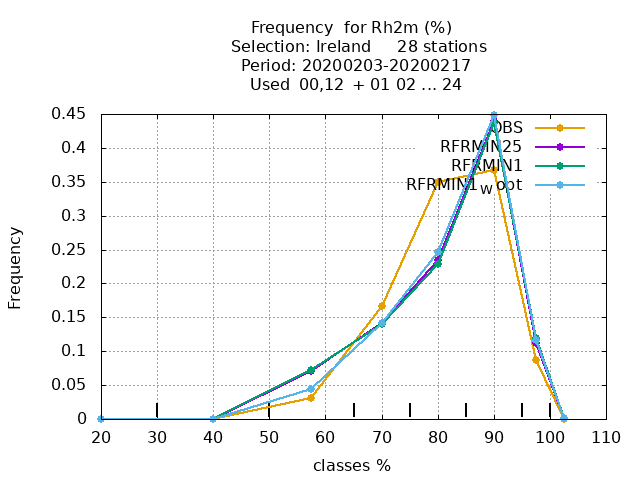 Frequency  for Rh2m (%)
Selection: Ireland     28 stations
Period: 20200203-20200217
Used  00,12  + 01 02 ... 24
0.45
0.4
0.35
0.3
0.25
0.2
0.15
0.1
0.05
0
Frequency
OBS
RFRMIN25
RFRMIN1
RFRMIN1_W opt
20 30 40 50 60 70 80 90 100 110
classes %